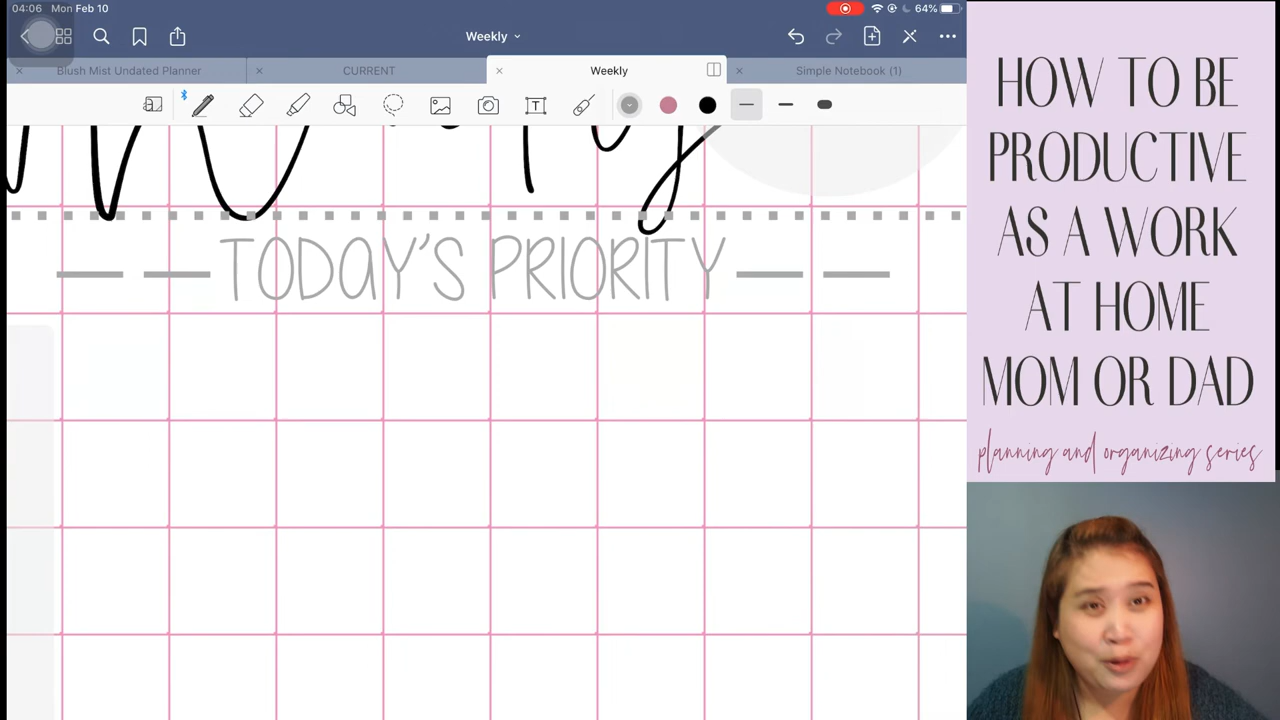 04:06 Mon Feb 10
64%
Weekly
Blush Mist Undated Planner
CURRENT
Weekly
Simple Notebook (1)
T
TODAY'S PRIORITY
HOW TO BE
PRODUCTIVE
AS A WORK
AT HOME
MOM OR DAD
planning and organizing series